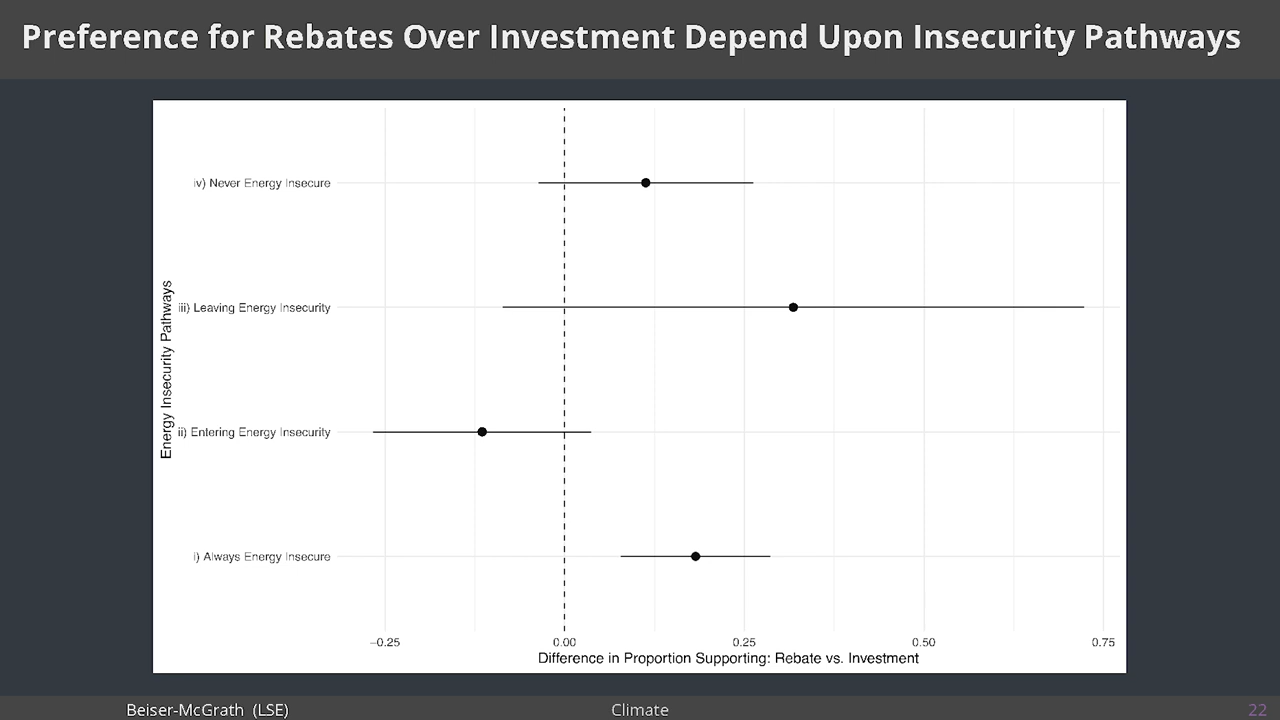 Preference for Rebates Over Investment Depend Upon Insecurity Pathways
Energy Insecurity Pathways
iv) Never Energy Insecure
iii) Leaving Energy Insecurity
ii) Entering Energy Insecurity
i) Always Energy Insecure
−0.25 0.00 0.25 0.50 0.75
Difference in Proportion Supporting: Rebate vs. Investment
Beiser-McGrath (LSE) Climate 22